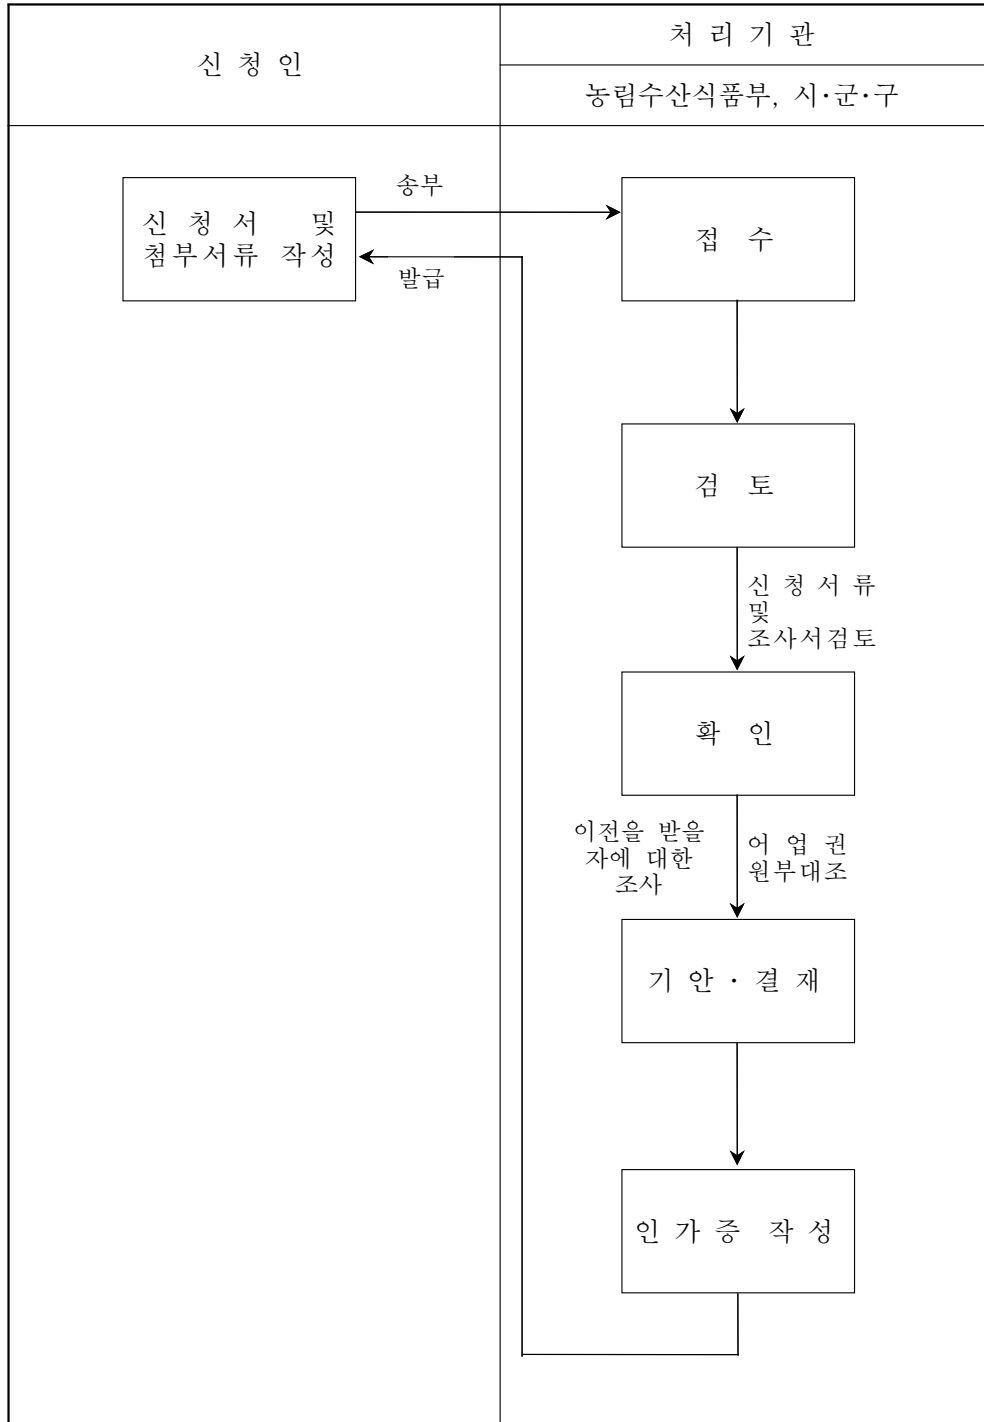 신 청 인
처 리 기 관
농림수산식품부, 시·군·구
신 청 서 및
첨부서류 작성
송부
발급
접 수
검 토
신 청 서 류
및
조사서검토
확 인
이전을 받을
자에 대한
조사
어 업 권
원부대조
기 안 · 결 재
인 가 증 작 성